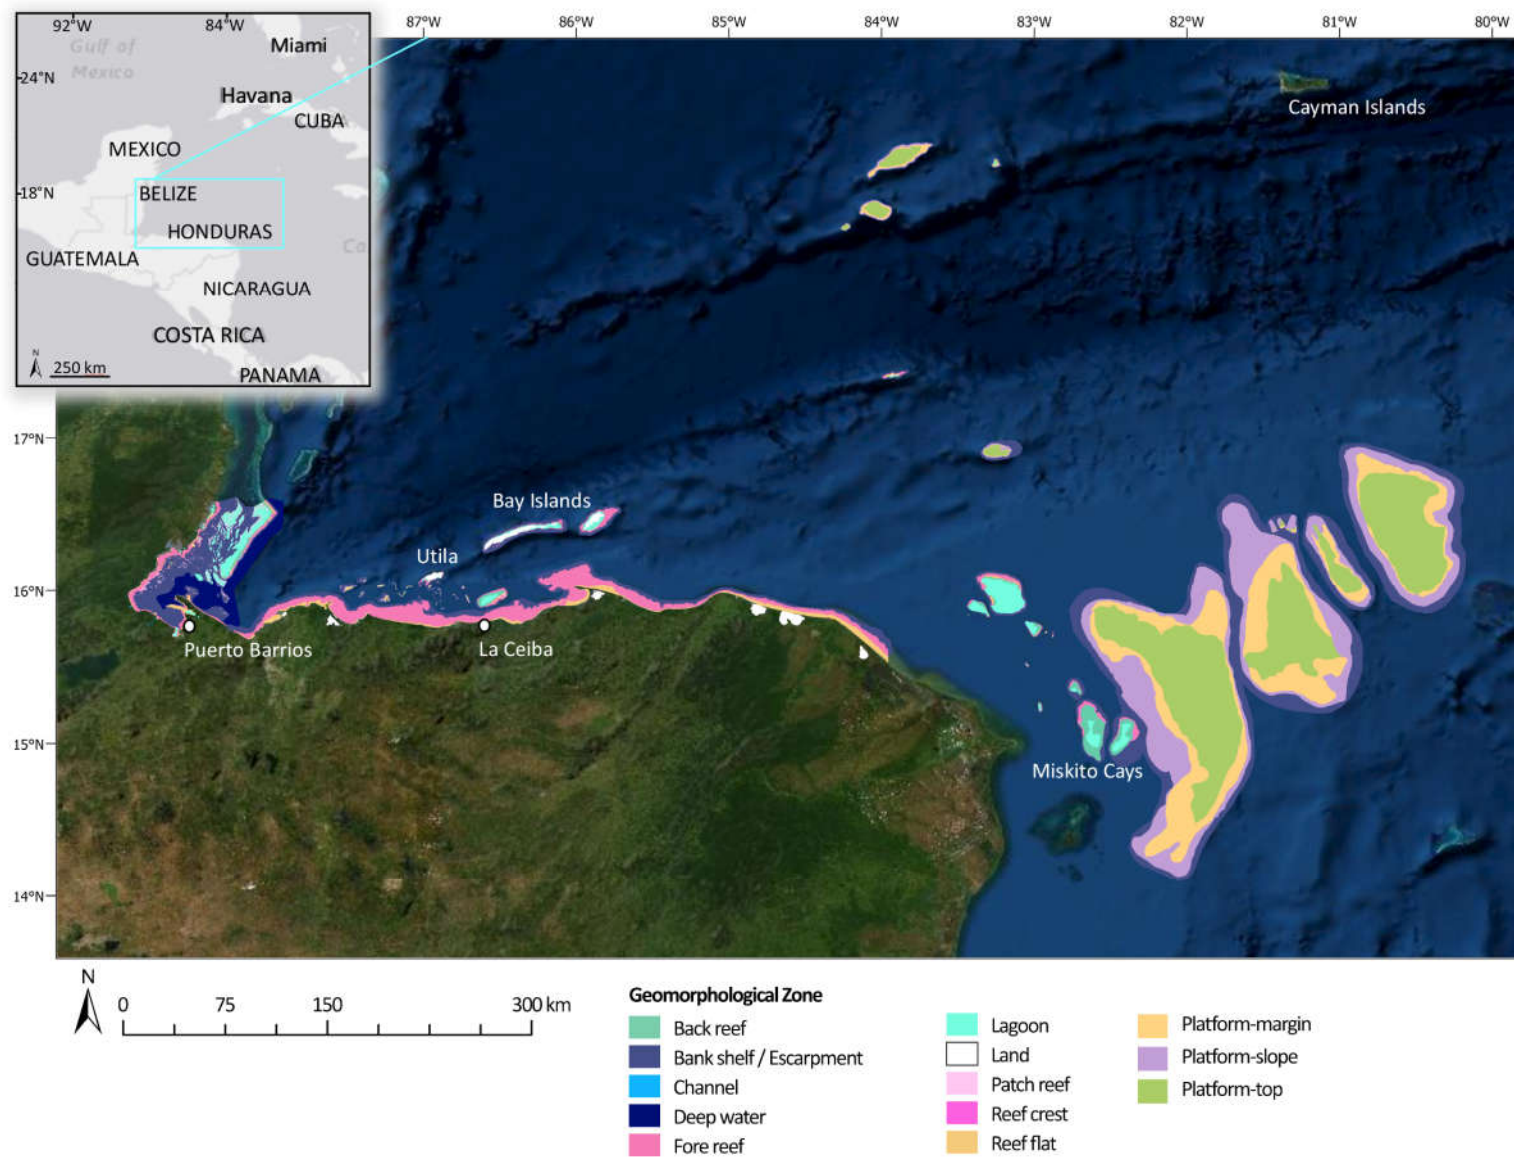 92°W
84°W
87°W
86°W
85°W
84°W
83°W
82°W
81°W
80°W
Gulf of
Mexico
Miami
24°N
Havana
CUBA
MEXICO
18°N
BELIZE
HONDURAS
Ca
GUATEMALA
NICARAGUA
COSTA RICA
N
250 km
PANAMA
Cayman Islands
17°N
Bay Islands
Utila
16°N
Puerto Barrios
La Ceiba
15°N
Miskito Cays
14°N
N
0 75 150 300 km
Geomorphological Zone
Back reef
Bank shelf / Escarpment
Channel
Deep water
Fore reef
Lagoon
Land
Patch reef
Reef crest
Reef flat
Platform-margin
Platform-slope
Platform-top